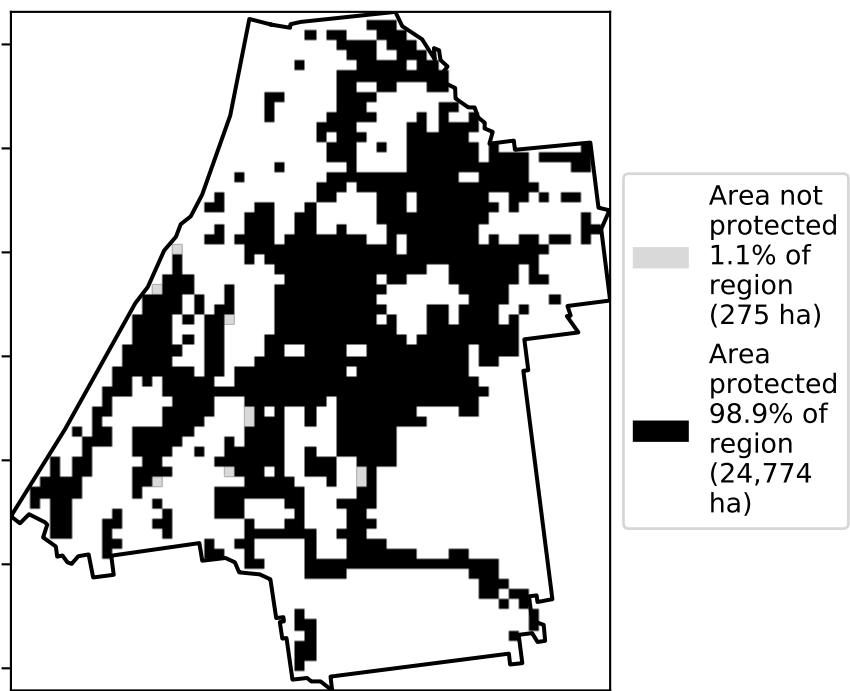 Area not
protected
1.1% of
region
(275 ha)
Area
protected
98.9% of
region
(24,774
ha)